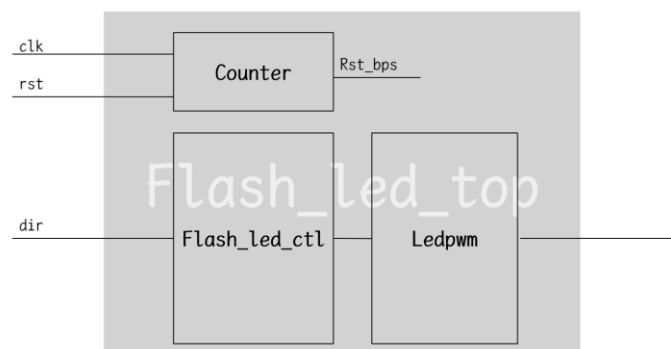 clk
Counter
Rst_bps
rst
Flash_led_top
dir
Flash_led_ctl
Ledpwm